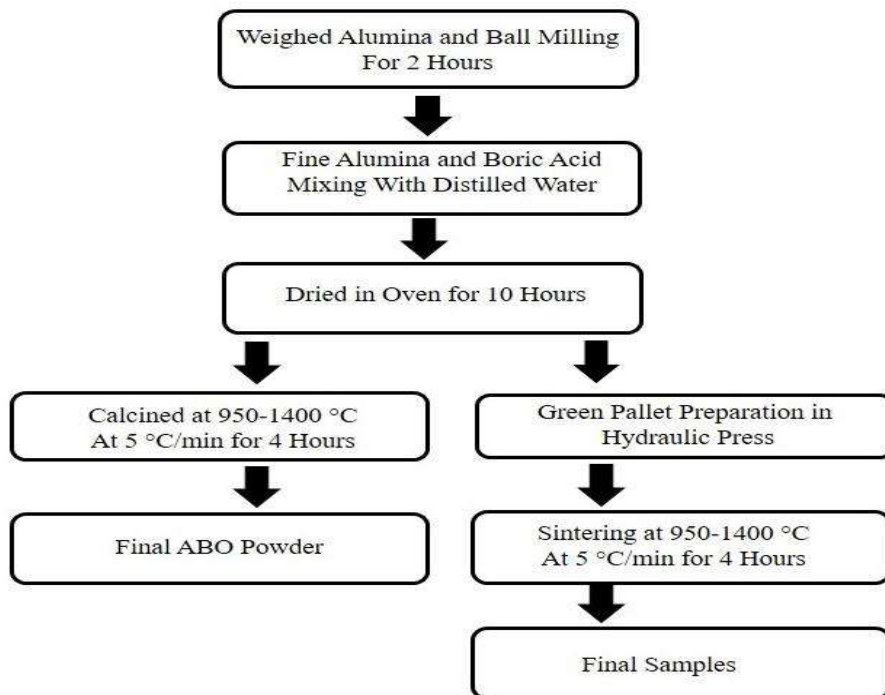 Weighed Alumina and Ball Milling
For 2 Hours
Fine Alumina and Boric Acid
Mixing With Distilled Water
Dried in Oven for 10 Hours
Calcined at 950-1400 °C
At 5 °C/min for 4 Hours
Final ABO Powder
Green Pallet Preparation in
Hydraulic Press
Sintering at 950-1400 °C
At 5 °C/min for 4 Hours
Final Samples